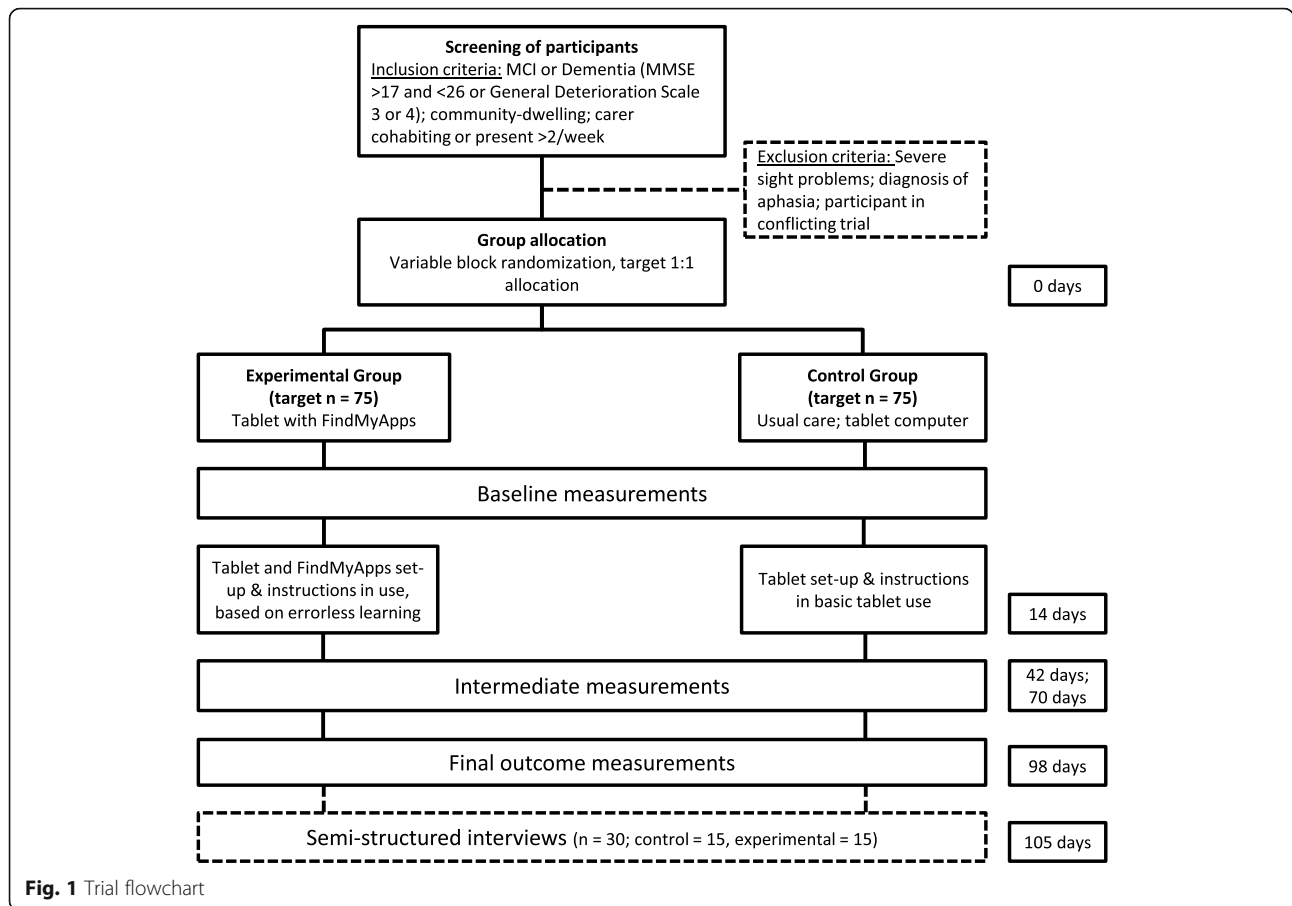 Screening of participants
Inclusion criteria: MCI or Dementia (MMSE
>17 and <26 or General Deterioration Scale
3 or 4); community-dwelling; carer
cohabiting or present >2/week
Exclusion criteria: Severe
sight problems; diagnosis of
aphasia; participant in
conflicting trial
Group allocation
Variable block randomization, target 1:1
allocation
0 days
Experimental Group
(target n = 75)
Tablet with FindMyApps
Control Group
(target n = 75)
Usual care; tablet computer
Baseline measurements
Tablet and FindMyApps set-
up & instructions in use,
based on errorless learning
Tablet set-up & instructions
in basic tablet use
14 days
Intermediate measurements
42 days;
70 days
Final outcome measurements
98 days
Semi-structured interviews (n = 30; control = 15, experimental = 15)
105 days
Fig. 1 Trial flowchart